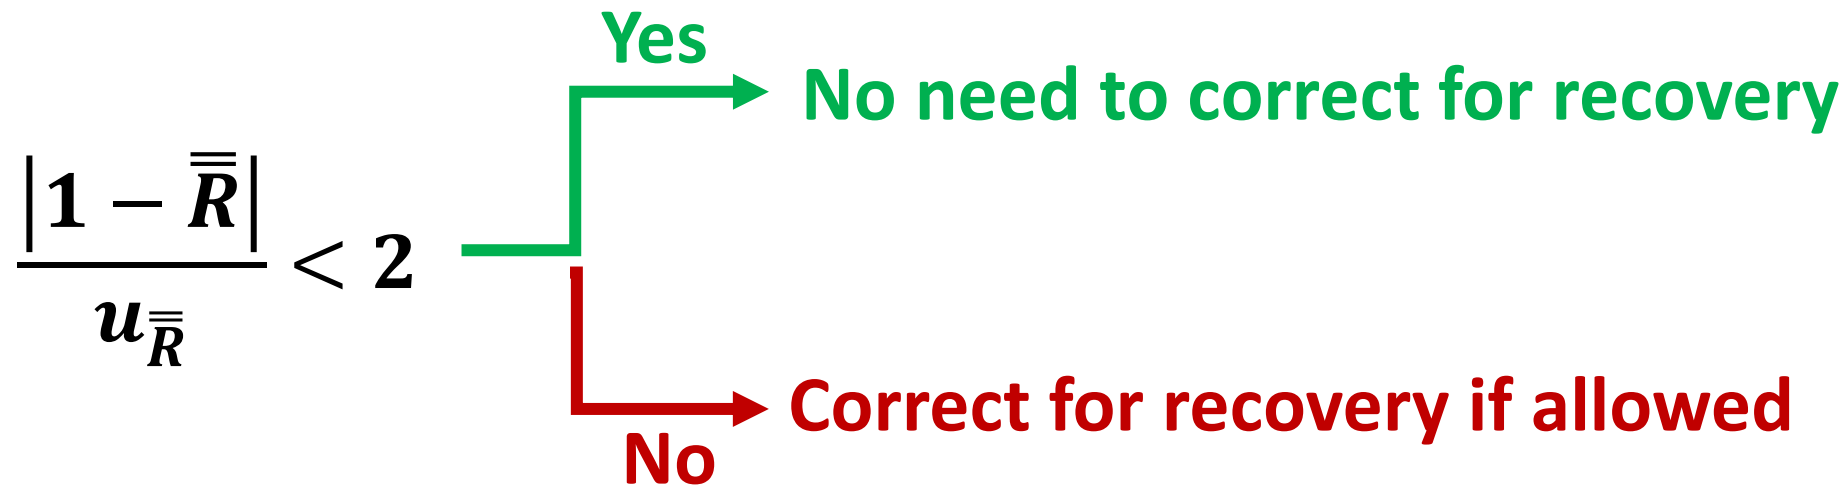 Yes
No need to correct for recovery
|1 − R̿| / u_R̿ < 2
Correct for recovery if allowed
No